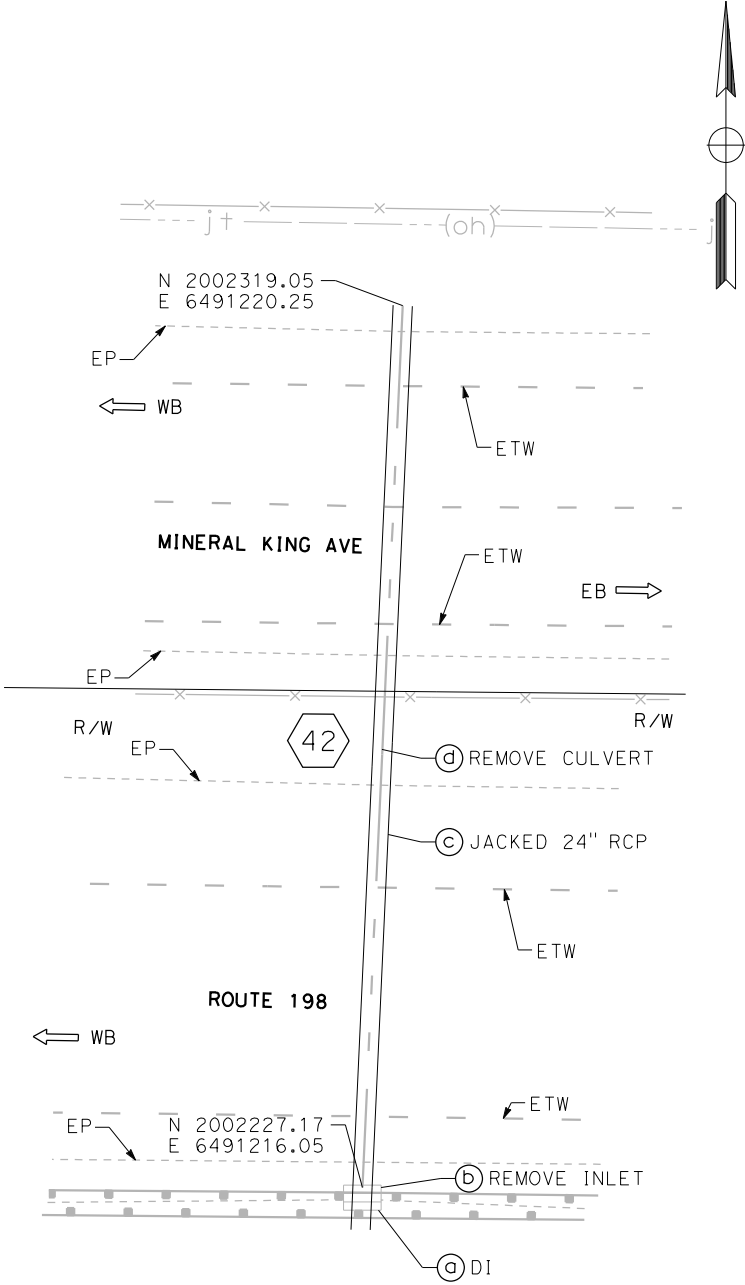 jt (oh) j
N 2002319.05
E 6491220.25
EP
WB
ETW
MINERAL KING AVE
ETW
EB
EP
R/W
R/W
42
EP
d REMOVE CULVERT
c JACKED 24" RCP
ETW
ROUTE 198
WB
ETW
EP
N 2002227.17
E 6491216.05
b REMOVE INLET
a DI